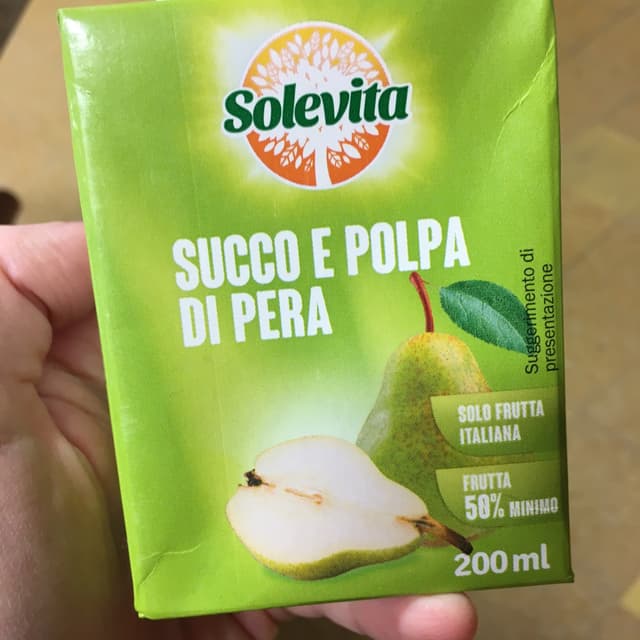 Solevita
SUCCO E POLPA
DI PERA
Suggerimento di
presentazione
SOLO FRUTTA
ITALIANA
FRUTTA
50% MINIMO
200 ml